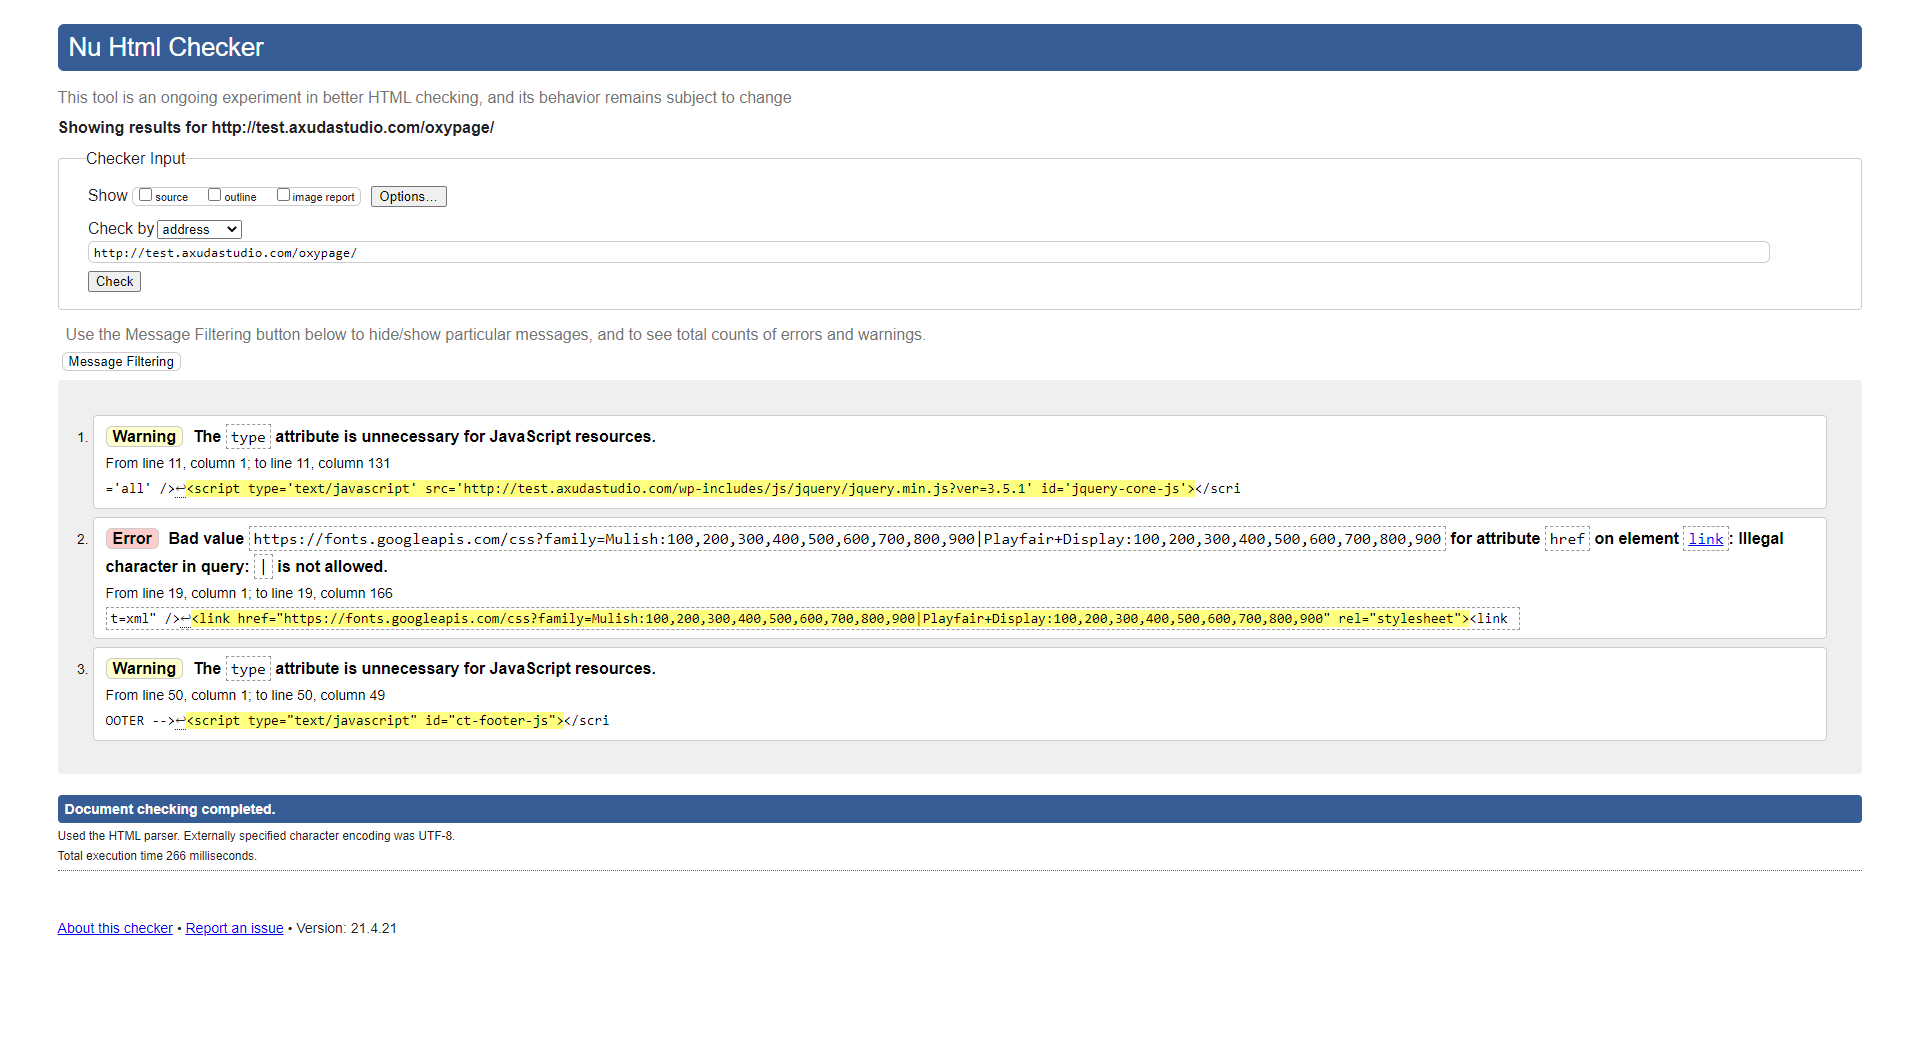 Nu Html Checker
This tool is an ongoing experiment in better HTML checking, and its behavior remains subject to change
Showing results for http://test.axudastudio.com/oxypage/
Checker Input
Show source outline image report Options...
Check by address
http://test.axudastudio.com/oxypage/
Check
Use the Message Filtering button below to hide/show particular messages, and to see total counts of errors and warnings.
Message Filtering
1. Warning The type attribute is unnecessary for JavaScript resources.
From line 11, column 1; to line 11, column 131
='all' />↩<script type='text/javascript' src='http://test.axudastudio.com/wp-includes/js/jquery/jquery.min.js?ver=3.5.1' id='jquery-core-js'></scri
2. Error Bad value https://fonts.googleapis.com/css?family=Mulish:100,200,300,400,500,600,700,800,900|Playfair+Display:100,200,300,400,500,600,700,800,900 for attribute href on element link: Illegal
character in query: | is not allowed.
From line 19, column 1; to line 19, column 166
t=xml" />↩<link href="https://fonts.googleapis.com/css?family=Mulish:100,200,300,400,500,600,700,800,900|Playfair+Display:100,200,300,400,500,600,700,800,900" rel="stylesheet"><link
3. Warning The type attribute is unnecessary for JavaScript resources.
From line 50, column 1; to line 50, column 49
OOTER -->↩<script type="text/javascript" id="ct-footer-js"></scri
Document checking completed.
Used the HTML parser. Externally specified character encoding was UTF-8.
Total execution time 266 milliseconds.
About this checker • Report an issue • Version: 21.4.21